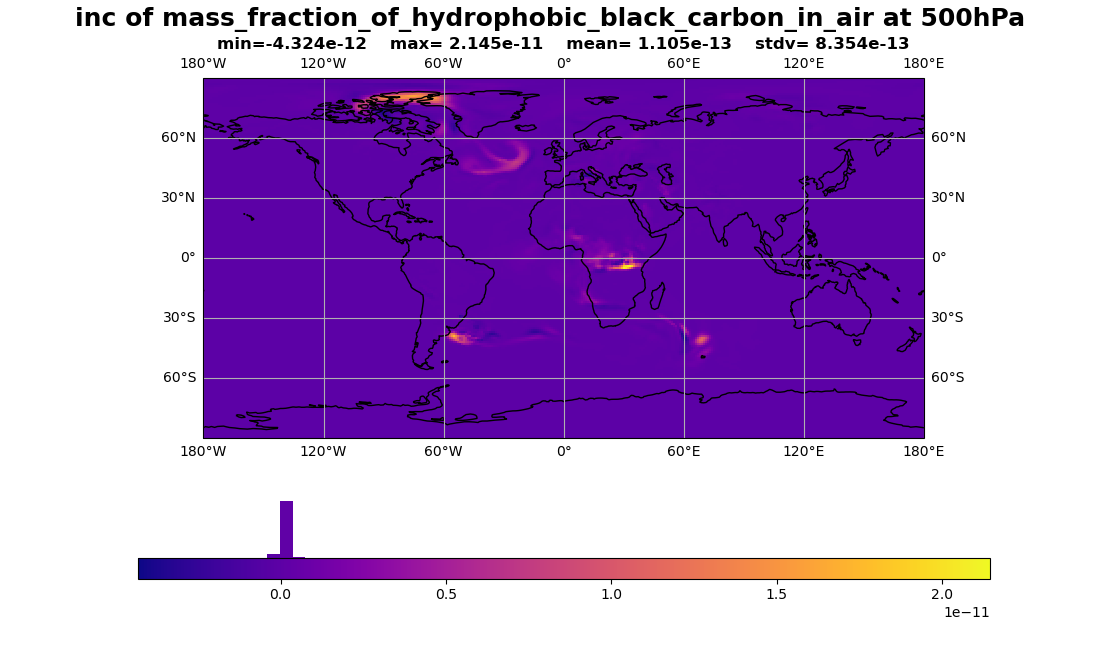 inc of mass_fraction_of_hydrophobic_black_carbon_in_air at 500hPa
min=-4.324e-12    max= 2.145e-11    mean= 1.105e-13    stdv= 8.354e-13
180°W 120°W 60°W 0° 60°E 120°E 180°E
60°N 60°N
30°N 30°N
0° 0°
30°S 30°S
60°S 60°S
180°W 120°W 60°W 0° 60°E 120°E 180°E
0.0 0.5 1.0 1.5 2.0
1e−11